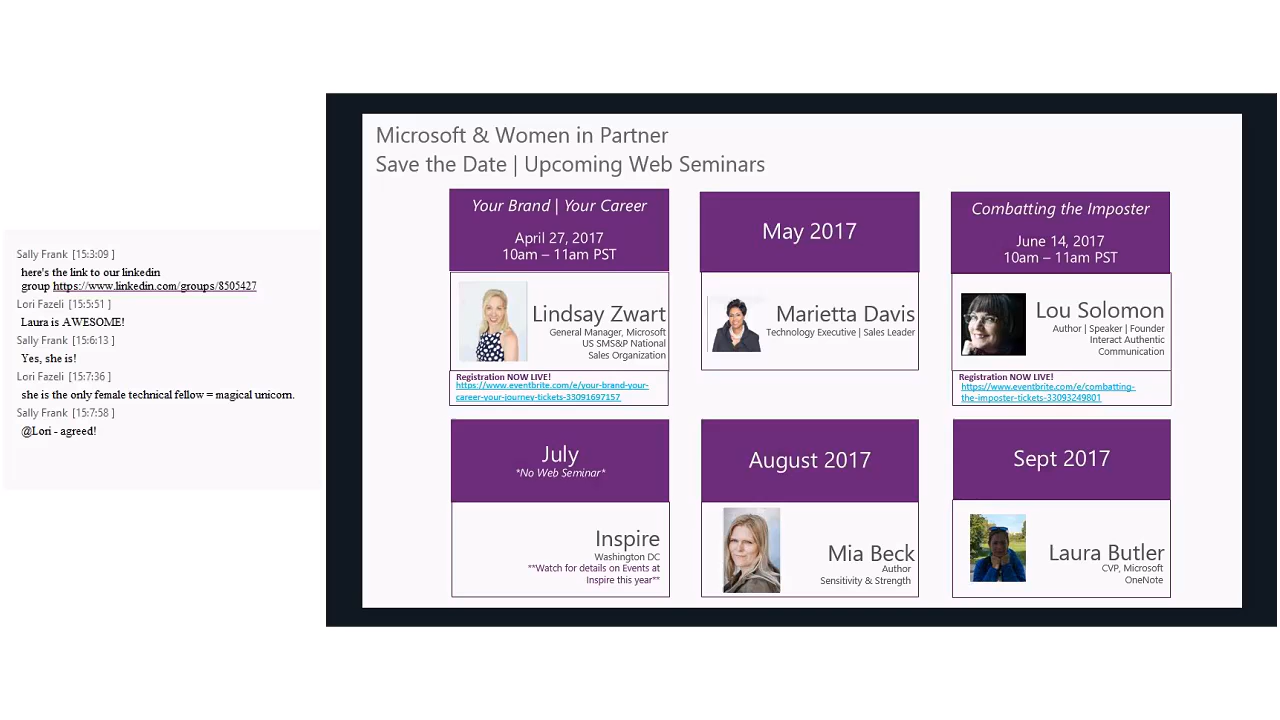 Sally Frank [15:3:09 ]
here's the link to our linkedin
group https://www.linkedin.com/groups/8505427
Lori Fazeli [15:5:51 ]
Laura is AWESOME!
Sally Frank [15:6:13 ]
Yes, she is!
Lori Fazeli [15:7:36 ]
she is the only female technical fellow = magical unicorn.
Sally Frank [15:7:58 ]
@Lori - agreed!
Microsoft & Women in Partner
Save the Date | Upcoming Web Seminars
Your Brand | Your Career
April 27, 2017
10am – 11am PST
Lindsay Zwart
General Manager, Microsoft
US SMS&P National
Sales Organization
Registration NOW LIVE!
https://www.eventbrite.com/e/your-brand-your-
career-your-journey-tickets-33091697157
May 2017
Marietta Davis
Technology Executive | Sales Leader
Combatting the Imposter
June 14, 2017
10am – 11am PST
Lou Solomon
Author | Speaker | Founder
Interact Authentic
Communication
Registration NOW LIVE!
https://www.eventbrite.com/e/combatting-
the-imposter-tickets-33093249801
July
*No Web Seminar*
Inspire
Washington DC
**Watch for details on Events at
Inspire this year**
August 2017
Mia Beck
Author
Sensitivity & Strength
Sept 2017
Laura Butler
CVP, Microsoft
OneNote